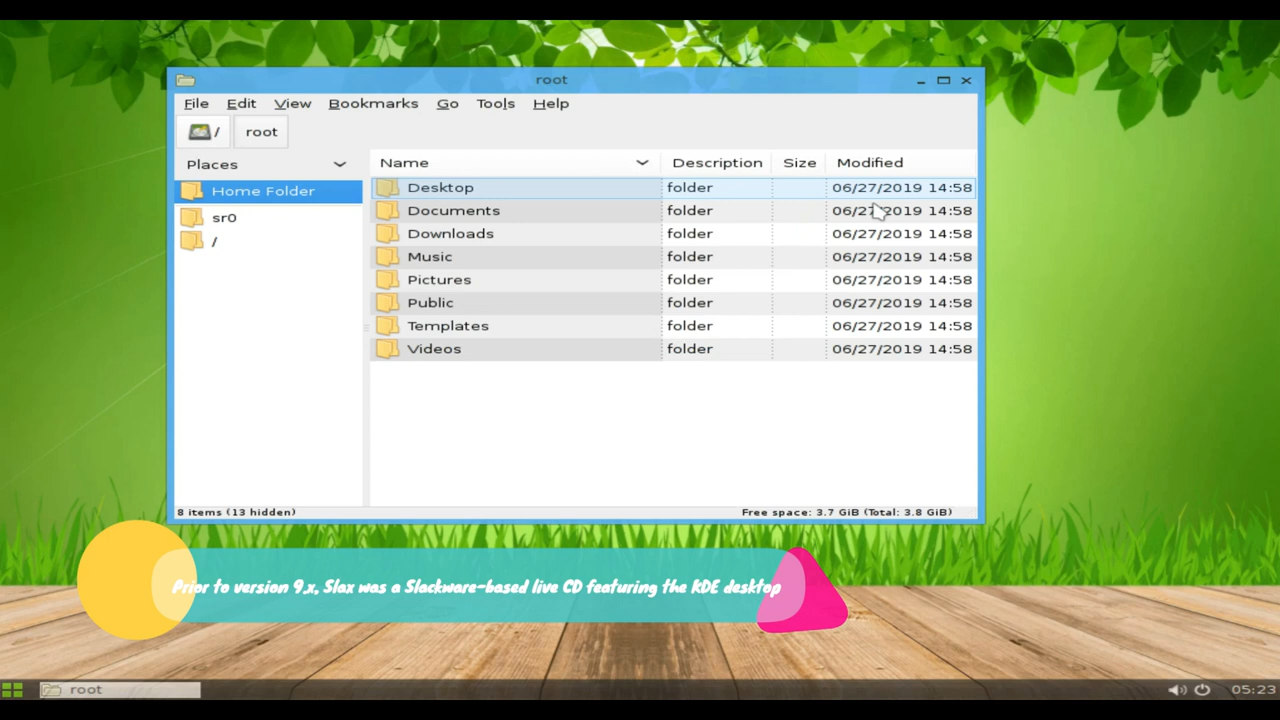 root
File Edit View Bookmarks Go Tools Help
/ root
Places
Home Folder
sr0
/
Name Description Size Modified
Desktop folder 06/27/2019 14:58
Documents folder 06/27/2019 14:58
Downloads folder 06/27/2019 14:58
Music folder 06/27/2019 14:58
Pictures folder 06/27/2019 14:58
Public folder 06/27/2019 14:58
Templates folder 06/27/2019 14:58
Videos folder 06/27/2019 14:58
8 items (13 hidden) Free space: 3.7 GiB (Total: 3.8 GiB)
Prior to version 9.x, Slax was a Slackware-based live CD featuring the KDE desktop
root 05:23